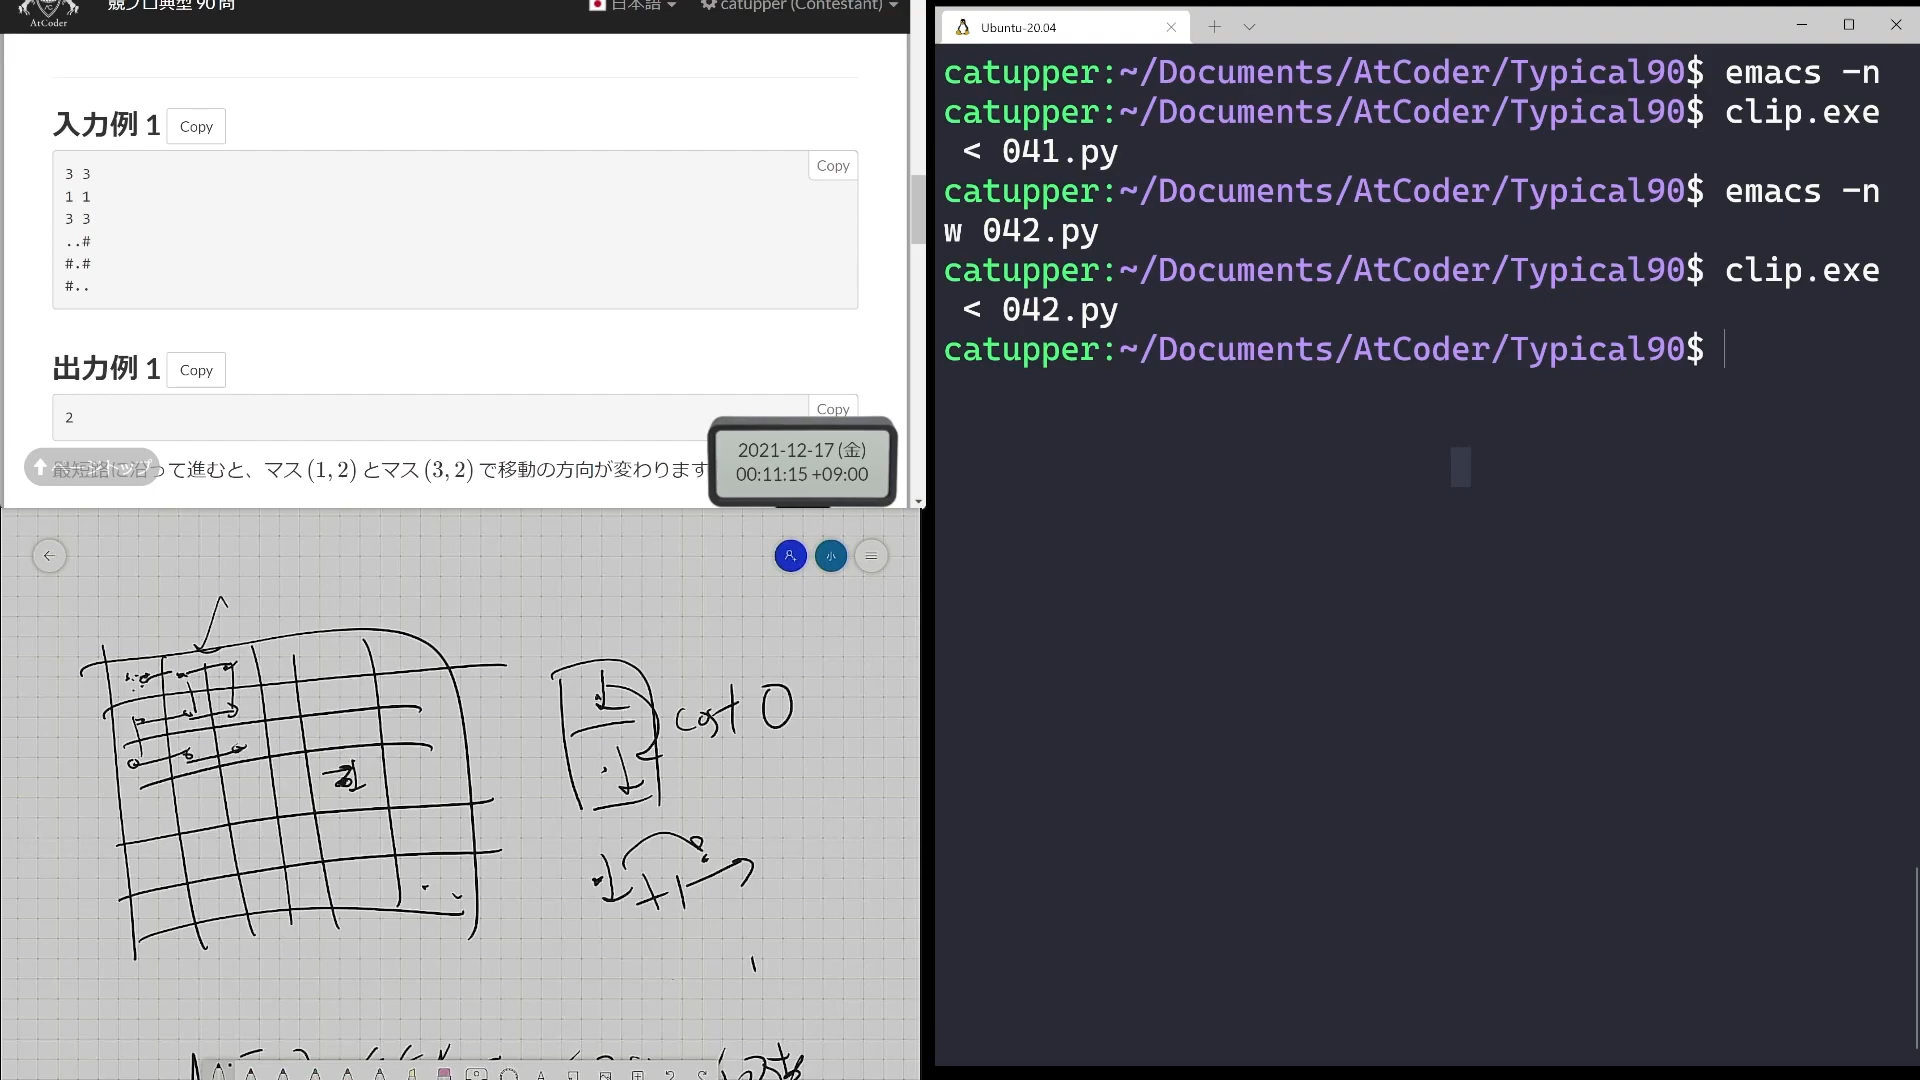 AtCoder
競プロ典型 90 問
日本語
catupper (Contestant)
入力例 1
Copy
Copy
3 3
1 1
3 3
..#
#.#
#..
出力例 1
Copy
Copy
2
って進むと、マス (1, 2) とマス (3, 2) で移動の方向が変わります
2021-12-17 (金)
00:11:15 +09:00
小
cost 0
+1
Ubuntu-20.04
catupper:~/Documents/AtCoder/Typical90$ emacs -n
catupper:~/Documents/AtCoder/Typical90$ clip.exe
< 041.py
catupper:~/Documents/AtCoder/Typical90$ emacs -n
w 042.py
catupper:~/Documents/AtCoder/Typical90$ clip.exe
< 042.py
catupper:~/Documents/AtCoder/Typical90$